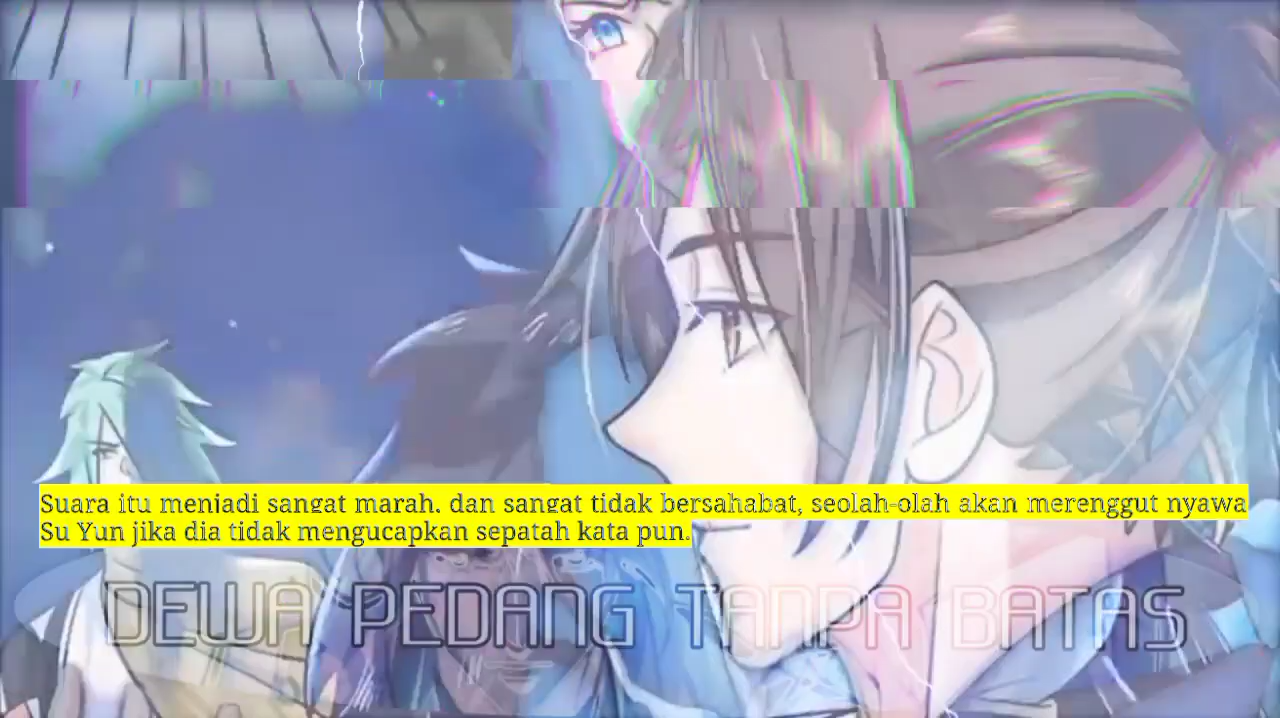 Suara itu menjadi sangat marah. dan sangat tidak bersahabat, seolah-olah akan merenggut nyawa
Su Yun jika dia tidak mengucapkan sepatah kata pun.
DEWA PEDANG TANPA BATAS